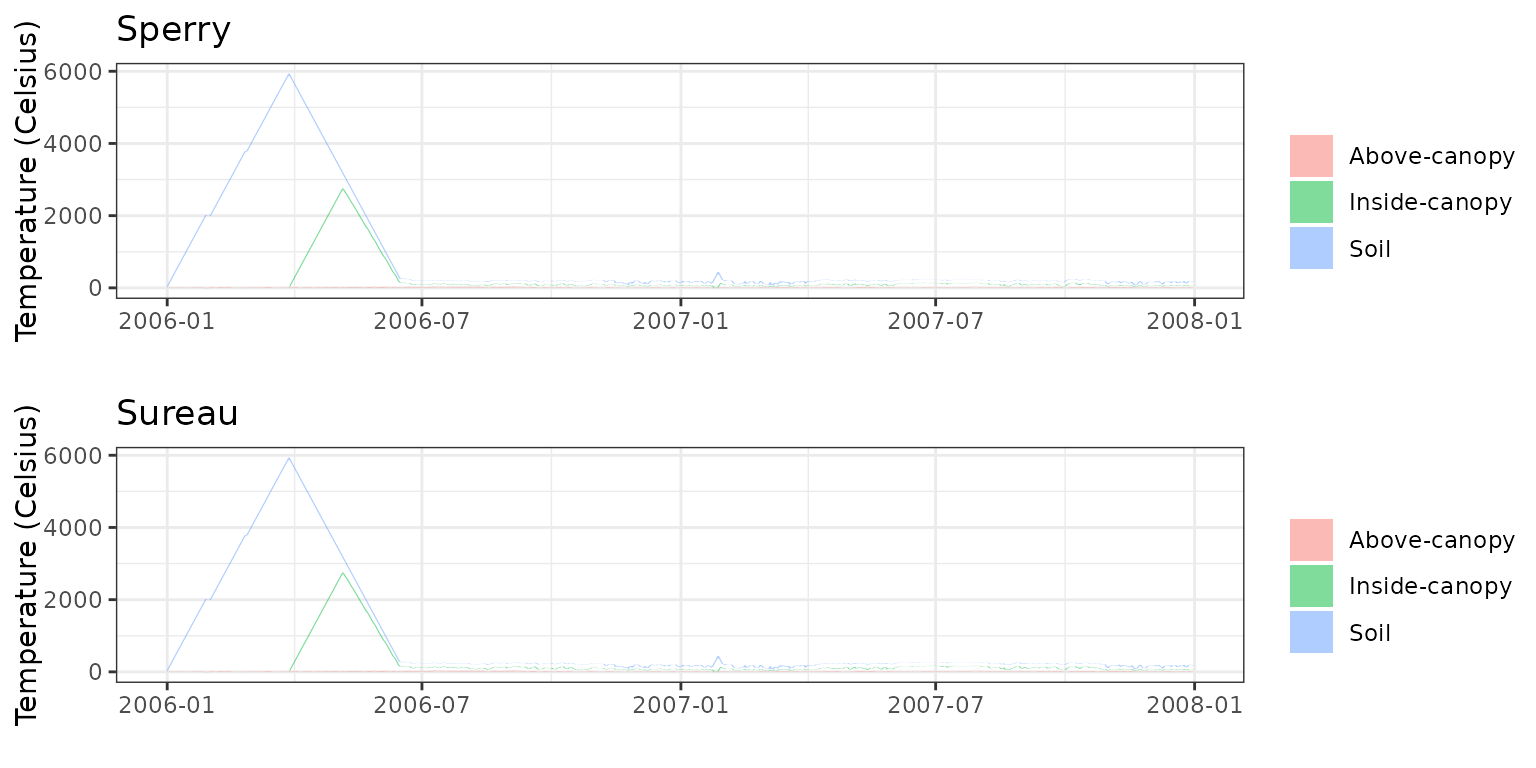 Sperry
Temperature (Celsius)
6000
4000
2000
0
2006-01 2006-07 2007-01 2007-07 2008-01
Above-canopy
Inside-canopy
Soil
Sureau
Temperature (Celsius)
6000
4000
2000
0
2006-01 2006-07 2007-01 2007-07 2008-01
Above-canopy
Inside-canopy
Soil